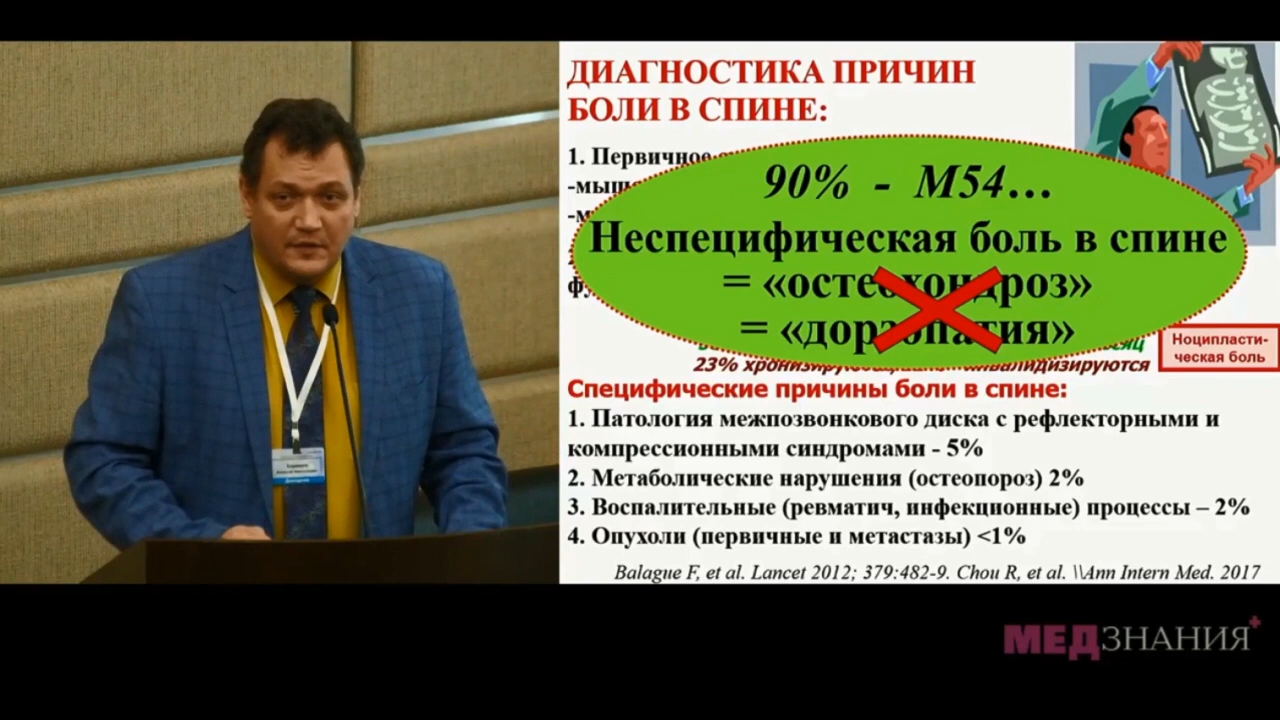 ДИАГНОСТИКА ПРИЧИН
БОЛИ В СПИНЕ:
1. Первичное
90% - М54...
Неспецифическая боль в спине
= «остеохондроз»
= «дорзопатия»
Ноципласти-
ческая боль
23%
Специфические причины боли в спине:
1. Патология межпозвонкового диска с рефлекторными и
компрессионными синдромами - 5%
2. Метаболические нарушения (остеопороз) 2%
3. Воспалительные (ревматич, инфекционные) процессы – 2%
4. Опухоли (первичные и метастазы) <1%
Balague F, et al. Lancet 2012; 379:482-9. Chou R, et al. \\Ann Intern Med. 2017
МЕДЗНАНИЯ+